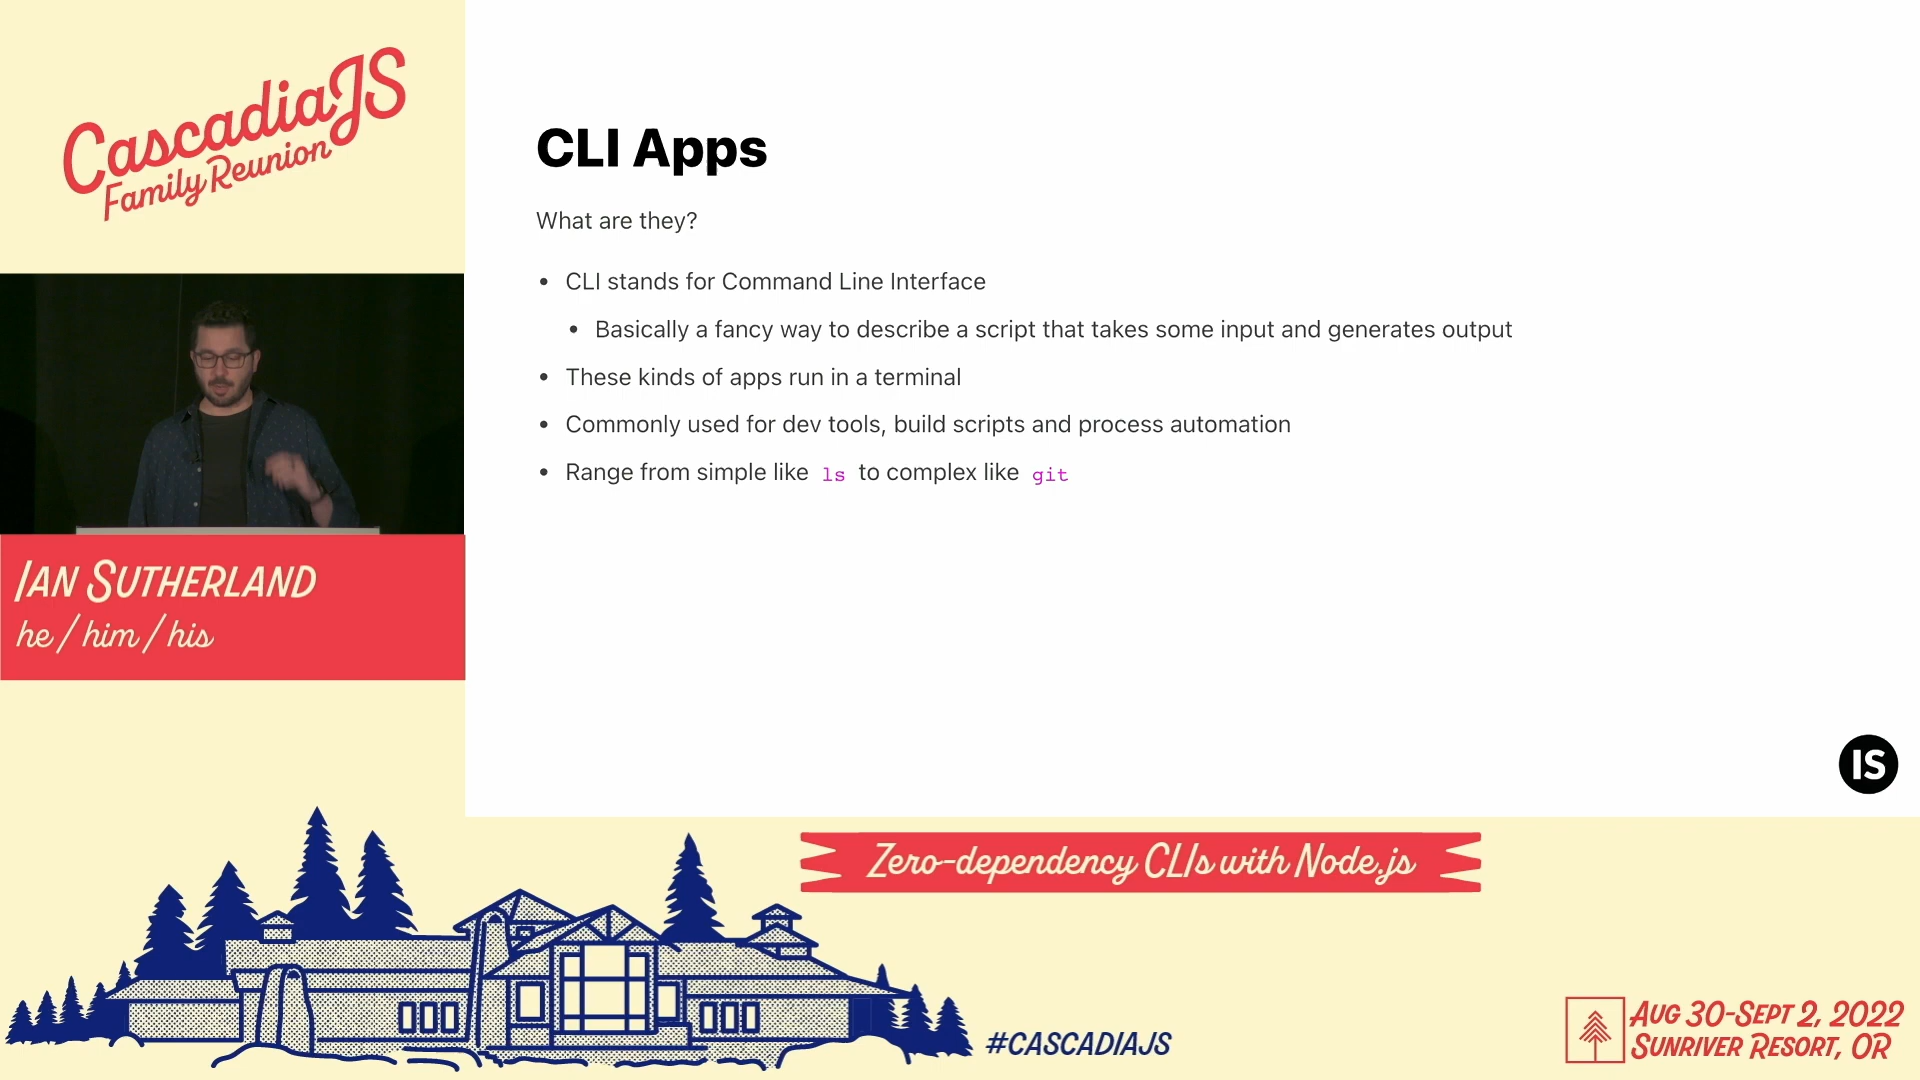 CascadiaJS
Family Reunion
CLI Apps
What are they?
• CLI stands for Command Line Interface
• Basically a fancy way to describe a script that takes some input and generates output
• These kinds of apps run in a terminal
• Commonly used for dev tools, build scripts and process automation
• Range from simple like ls to complex like git
IAN SUTHERLAND
he / him / his
IS
Zero-dependency CLIs with Node.js
#CASCADIAJS
AUG 30-SEPT 2, 2022
SUNRIVER RESORT, OR